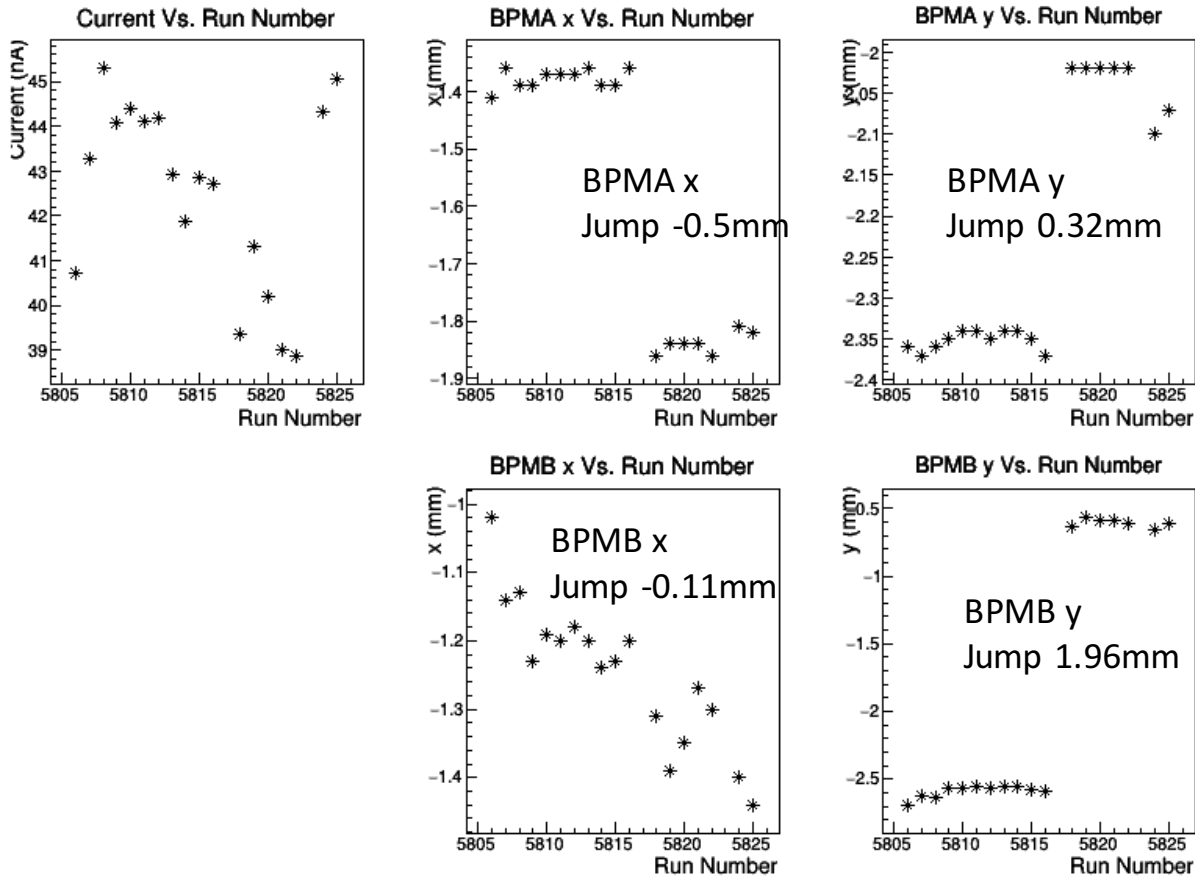 Current Vs. Run Number
Current (nA)
45
44
43
42
41
40
39
5805 5810 5815 5820 5825
Run Number
BPMA x Vs. Run Number
x (mm)
−1.4
−1.5
−1.6
−1.7
−1.8
−1.9
BPMA x
Jump -0.5mm
5805 5810 5815 5820 5825
Run Number
BPMA y Vs. Run Number
y (mm)
−2
−2.05
−2.1
−2.15
−2.2
−2.25
−2.3
−2.35
−2.4
BPMA y
Jump 0.32mm
5805 5810 5815 5820 5825
Run Number
BPMB x Vs. Run Number
x (mm)
−1
−1.1
−1.2
−1.3
−1.4
BPMB x
Jump -0.11mm
5805 5810 5815 5820 5825
Run Number
BPMB y Vs. Run Number
y (mm)
−0.5
−1
−1.5
−2
−2.5
BPMB y
Jump 1.96mm
5805 5810 5815 5820 5825
Run Number